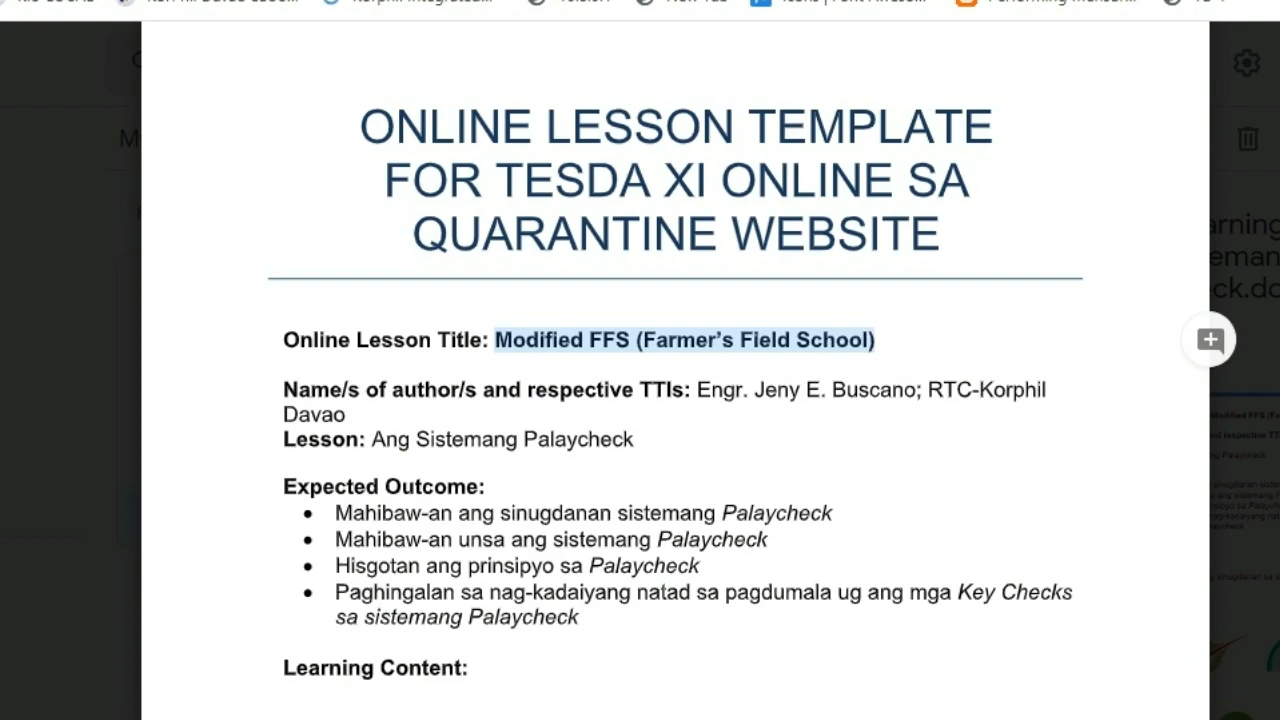 ONLINE LESSON TEMPLATE
FOR TESDA XI ONLINE SA
QUARANTINE WEBSITE
Online Lesson Title: Modified FFS (Farmer's Field School)
Name/s of author/s and respective TTIs: Engr. Jeny E. Buscano; RTC-Korphil
Davao
Lesson: Ang Sistemang Palaycheck
Expected Outcome:
• Mahibaw-an ang sinugdanan sistemang Palaycheck
• Mahibaw-an unsa ang sistemang Palaycheck
• Hisgotan ang prinsipyo sa Palaycheck
• Paghingalan sa nag-kadaiyang natad sa pagdumala ug ang mga Key Checks
sa sistemang Palaycheck
Learning Content: